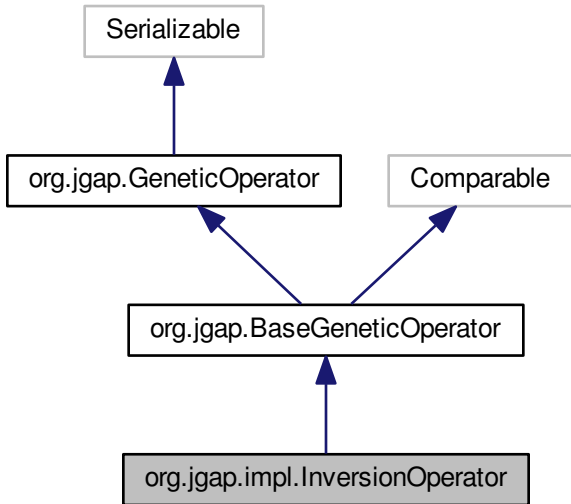 Serializable
org.jgap.GeneticOperator
Comparable
org.jgap.BaseGeneticOperator
org.jgap.impl.InversionOperator